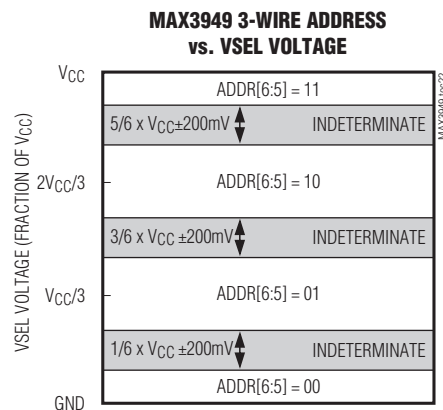 MAX3949 3-WIRE ADDRESS
vs. VSEL VOLTAGE
MAX3949 toc22
VSEL VOLTAGE (FRACTION OF VCC)
VCC
ADDR[6:5] = 11
5/6 x VCC±200mV
INDETERMINATE
2VCC/3
ADDR[6:5] = 10
3/6 x VCC ±200mV
INDETERMINATE
VCC/3
ADDR[6:5] = 01
1/6 x VCC ±200mV
INDETERMINATE
ADDR[6:5] = 00
GND